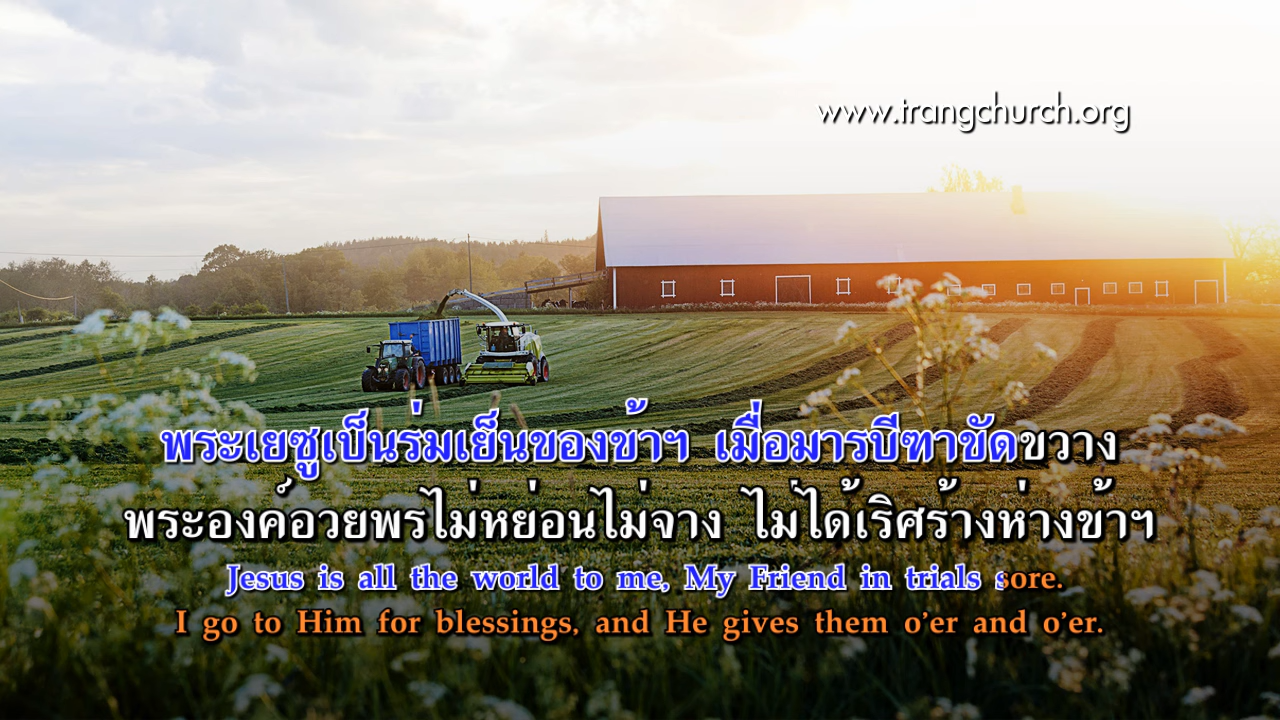 www.trangchurch.org
พระเยซูเป็นร่มเย็นของข้าฯ เมื่อมารบีฑาขัดขวาง
พระองค์อวยพรไม่หย่อนไม่จาง ไม่ได้เริศร้างห่างข้าฯ
Jesus is all the world to me, My Friend in trials sore.
I go to Him for blessings, and He gives them o’er and o’er.